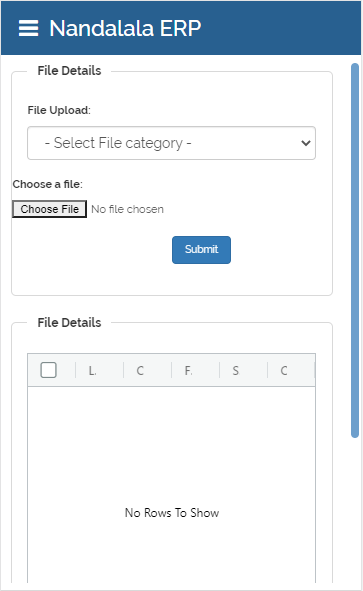 Nandalala ERP
File Details
File Upload:
- Select File category -
Choose a file:
Choose File No file chosen
Submit
File Details
L. C F. S C
No Rows To Show